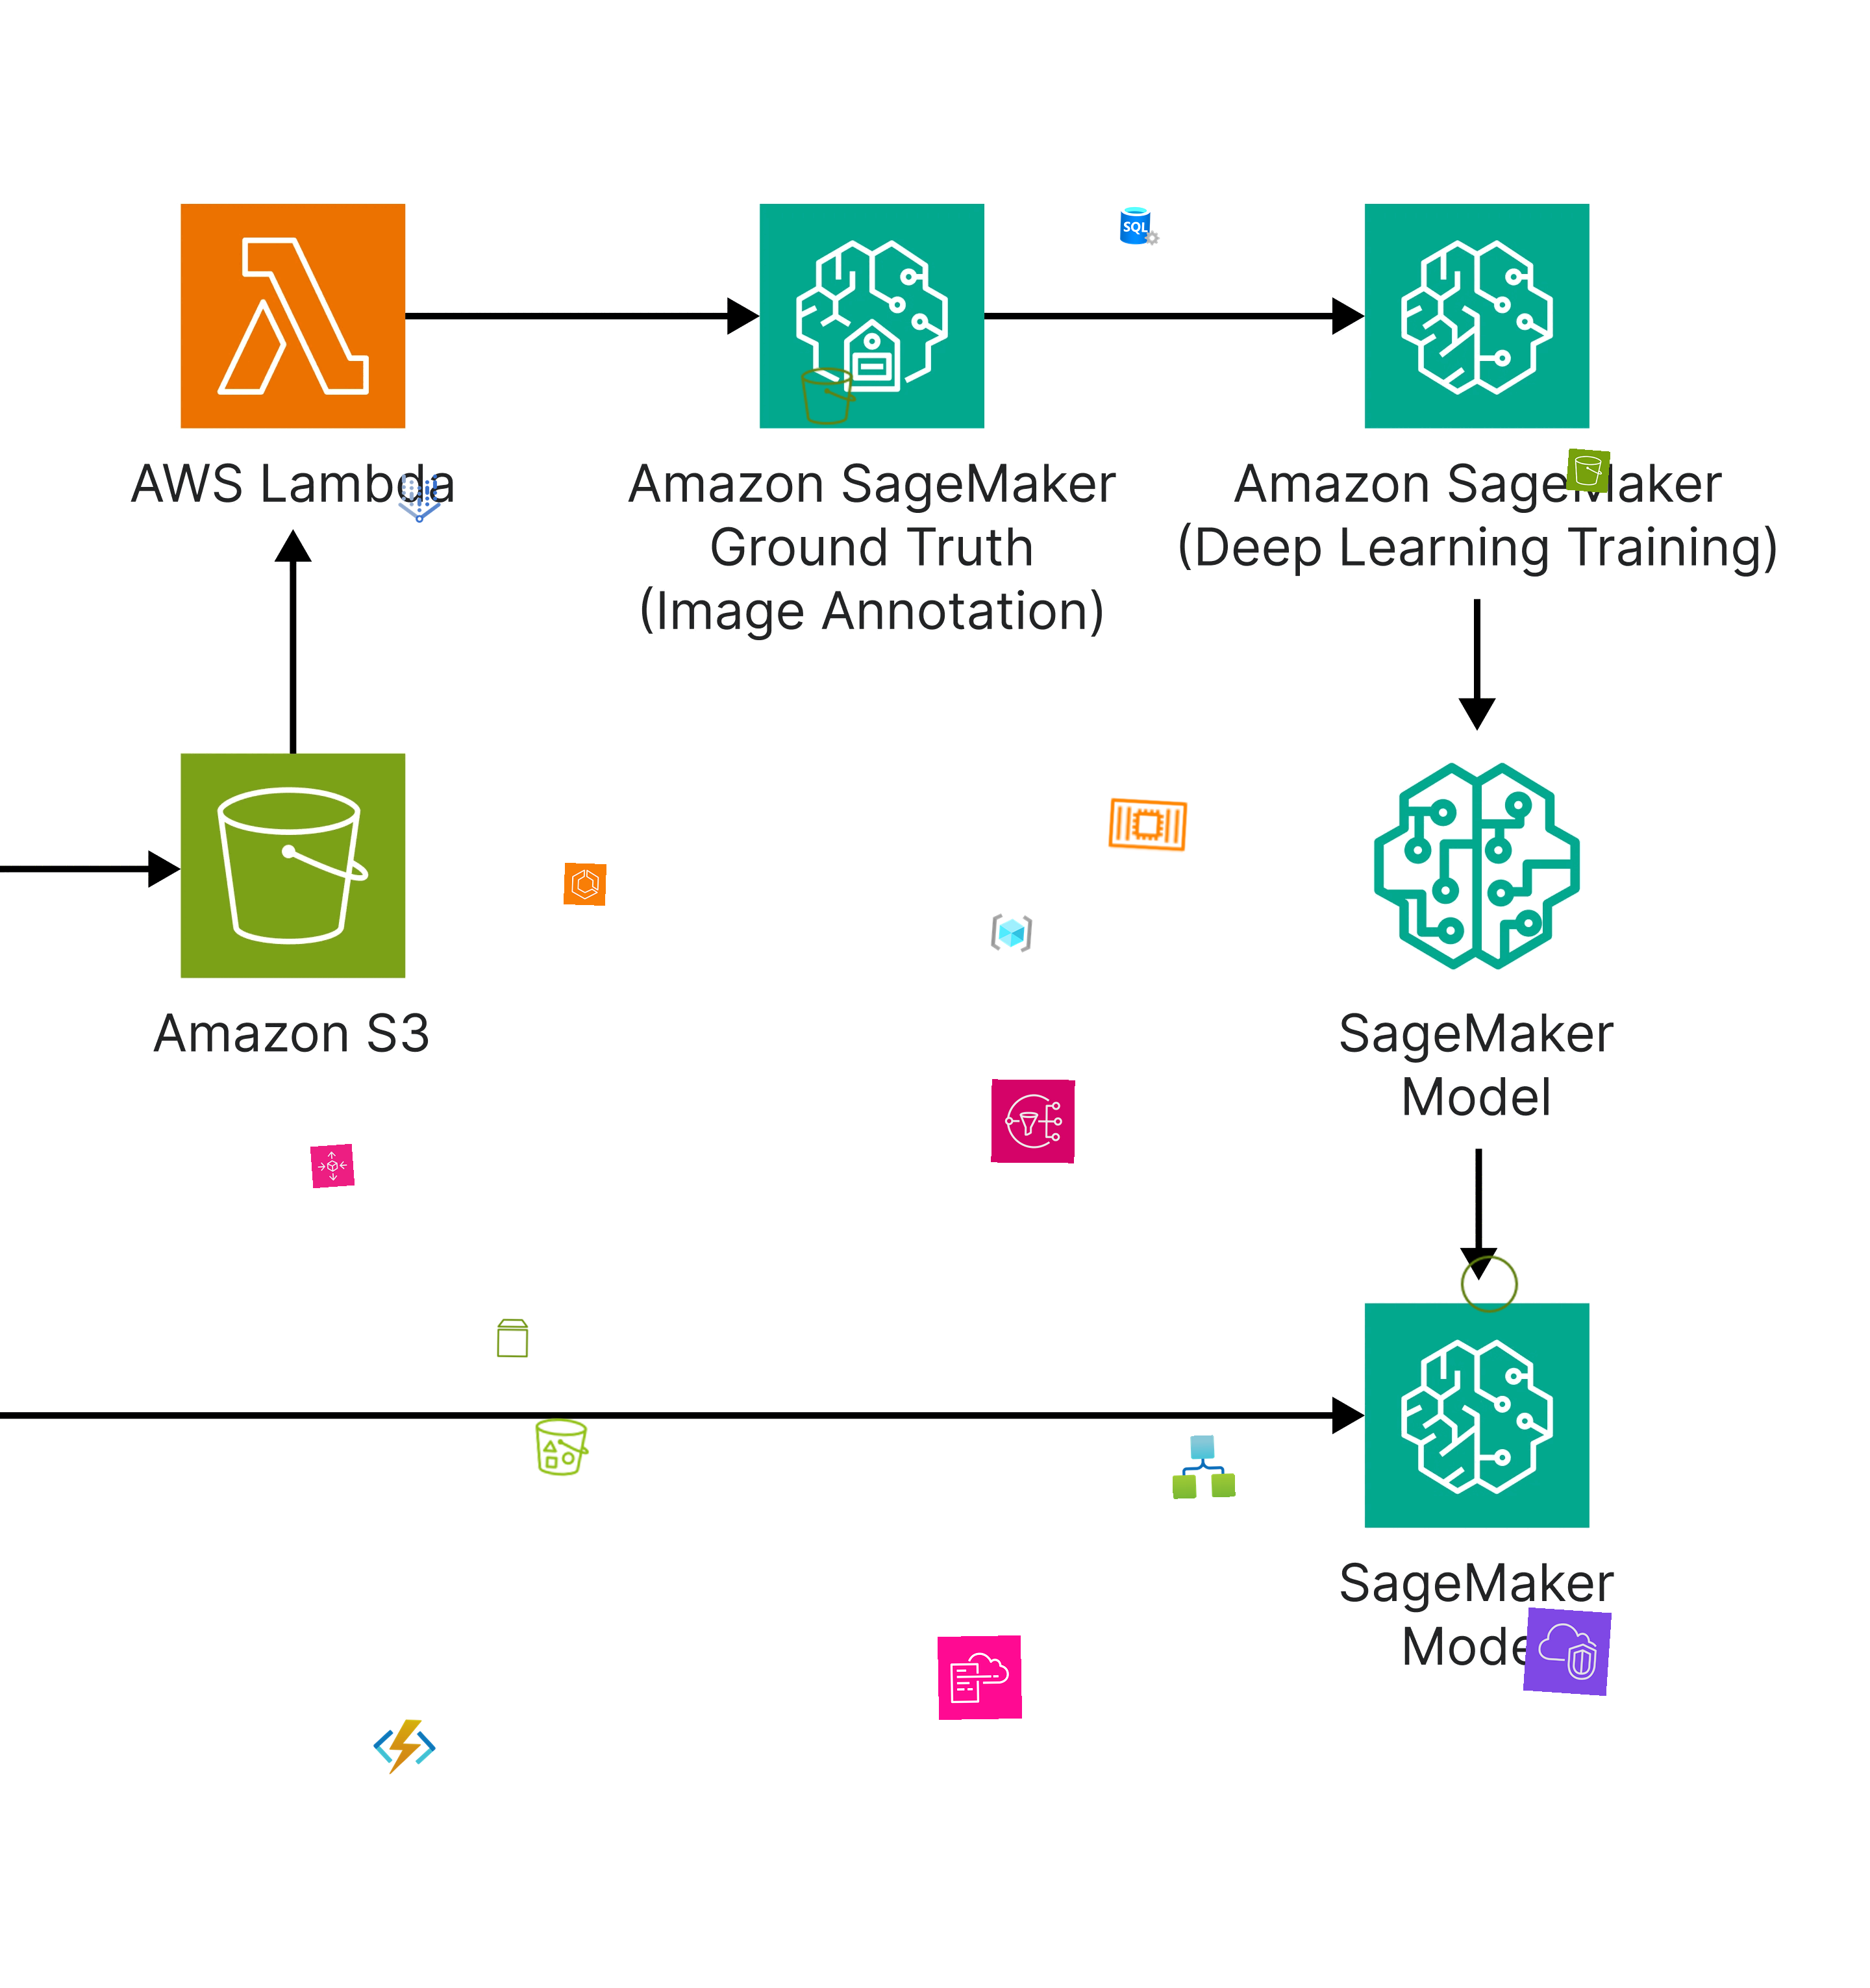 SQL
AWS Lambda
Amazon SageMaker
Ground Truth
(Image Annotation)
Amazon SageMaker
(Deep Learning Training)
Amazon S3
SageMaker
Model
SageMaker